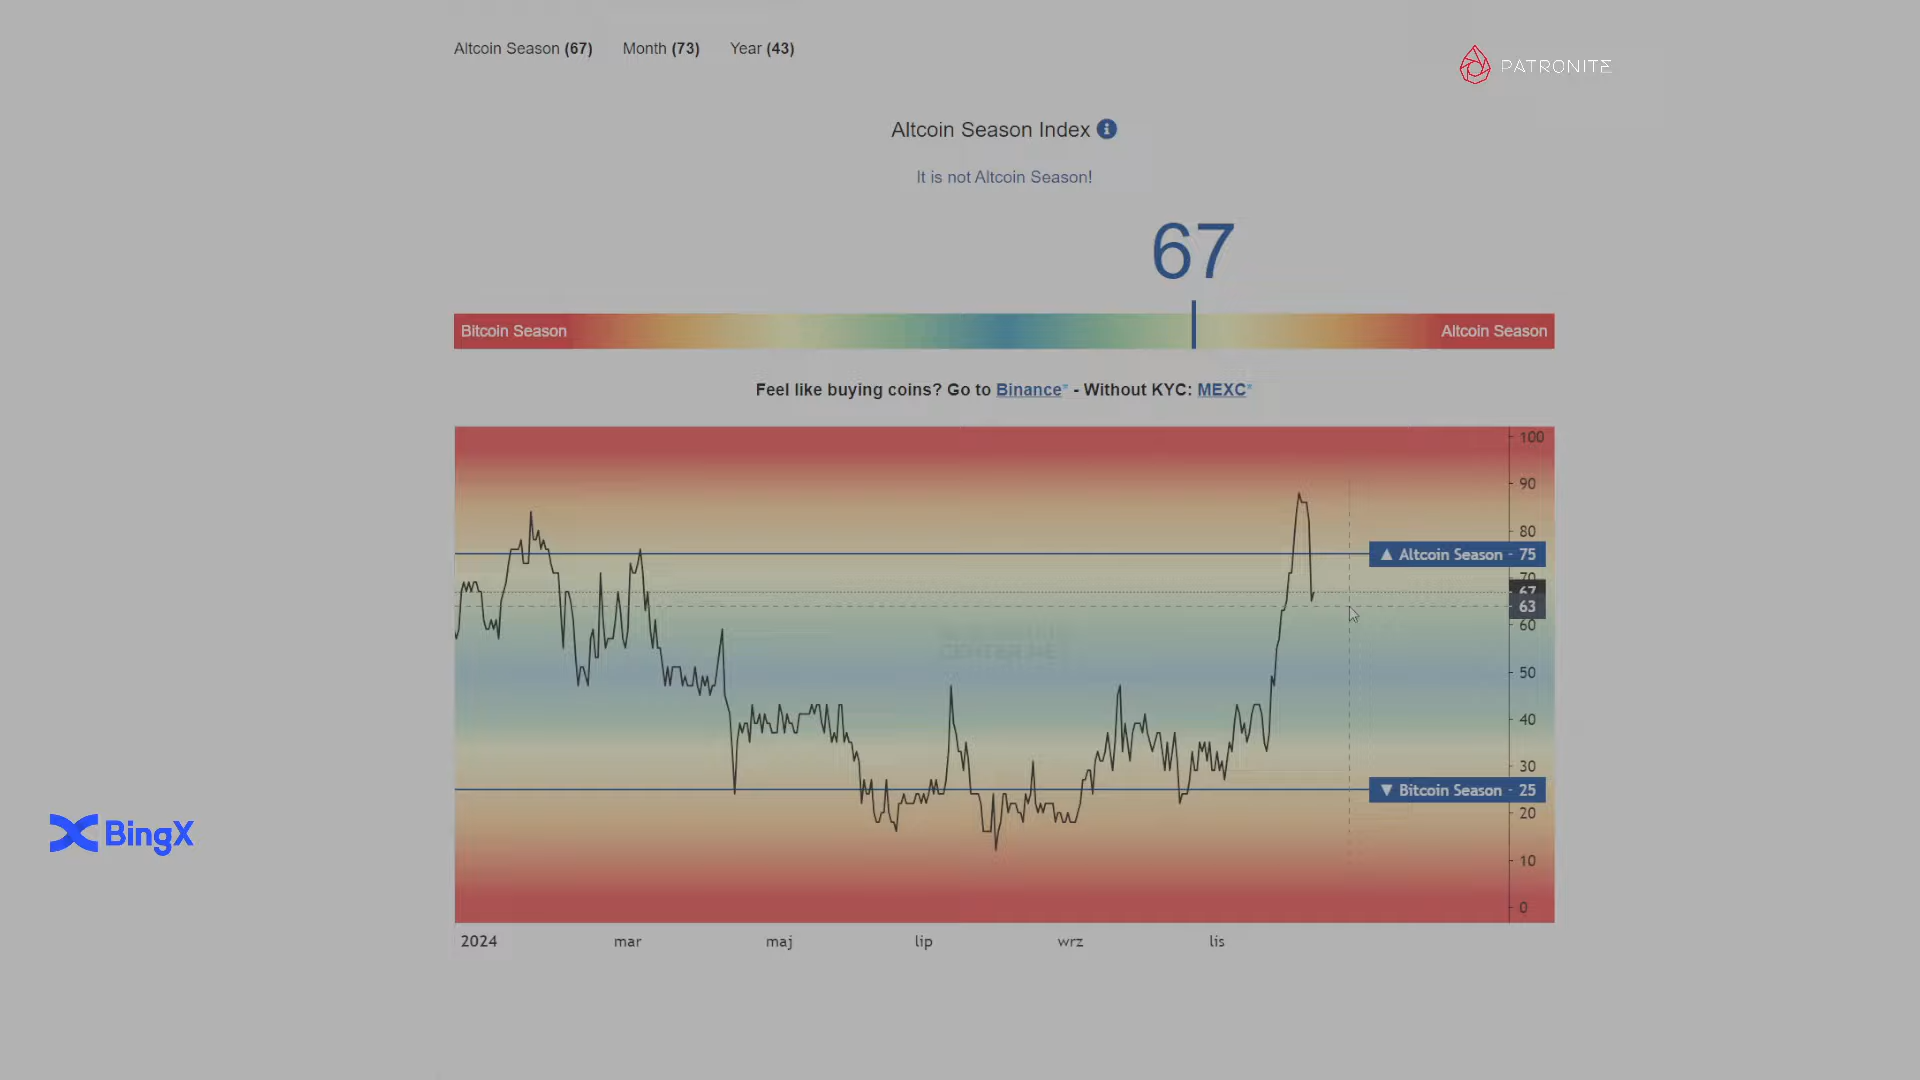 Altcoin Season (67) Month (73) Year (43)
PATRONITE
Altcoin Season Index
It is not Altcoin Season!
67
Bitcoin Season Altcoin Season
Feel like buying coins? Go to Binance* - Without KYC: MEXC*
100
90
80
▲ Altcoin Season - 75
70
67
63
60
50
40
30
▼ Bitcoin Season - 25
20
10
0
BingX
2024 mar maj lip wrz lis